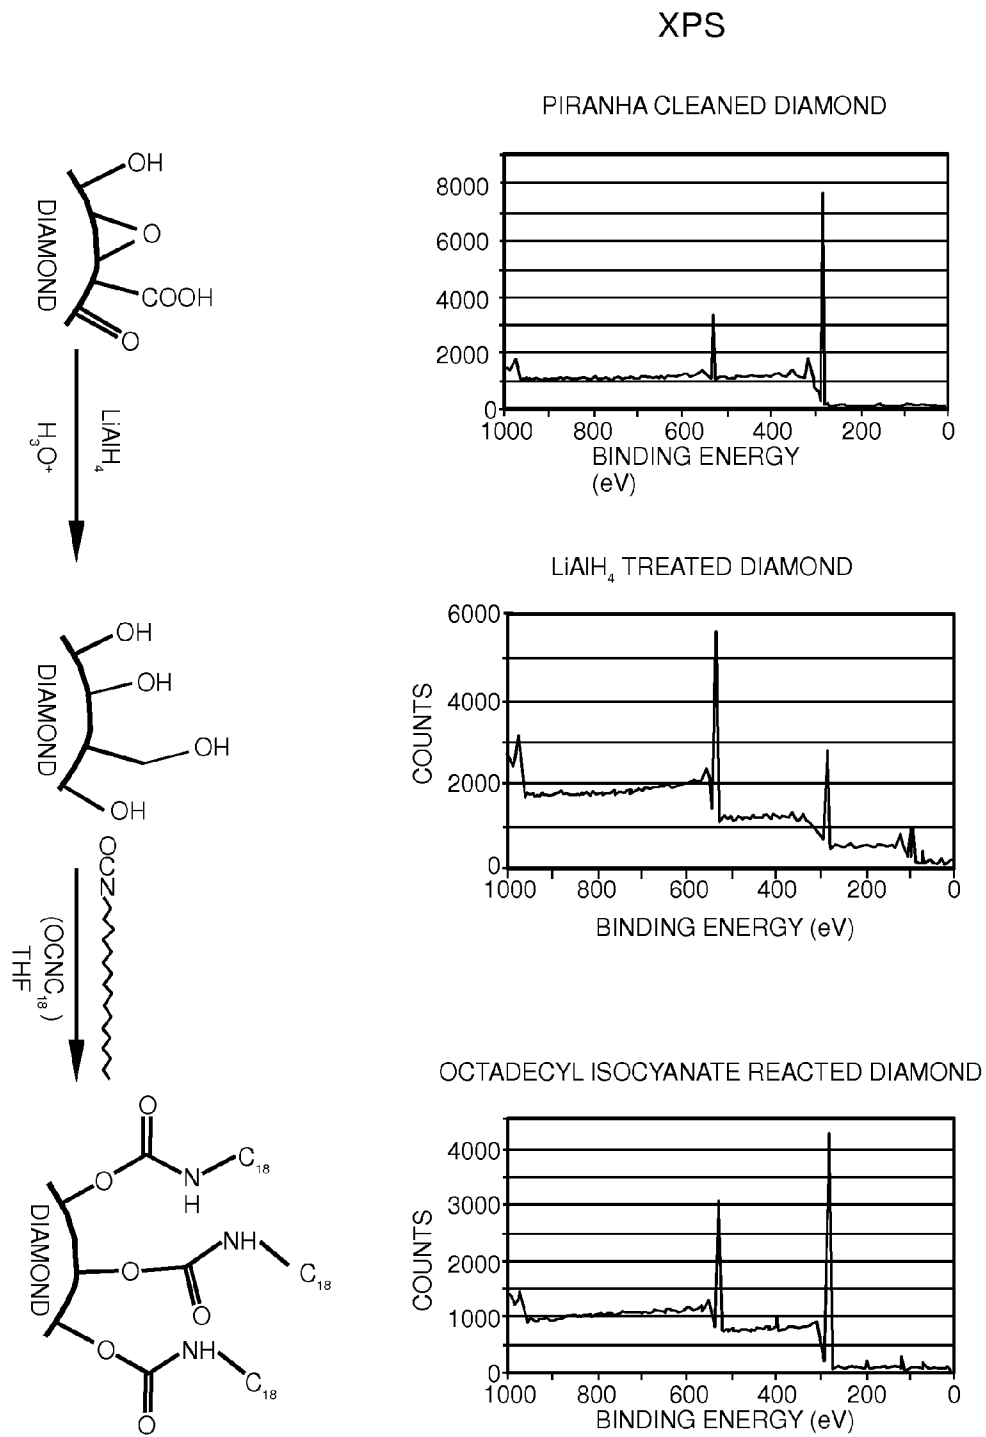 XPS
PIRANHA CLEANED DIAMOND
OH
O
COOH
O
DIAMOND
8000
6000
4000
2000
0
1000 800 600 400 200 0
BINDING ENERGY
(eV)
LiAlH4
H3O+
LiAlH4 TREATED DIAMOND
OH
OH
OH
OH
DIAMOND
COUNTS
6000
4000
2000
0
1000 800 600 400 200 0
BINDING ENERGY (eV)
OCN
(OCNC18)
THF
OCTADECYL ISOCYANATE REACTED DIAMOND
O
O
N
H
C18
O
NH
C18
O
O
NH
C18
O
DIAMOND
COUNTS
4000
3000
2000
1000
0
1000 800 600 400 200 0
BINDING ENERGY (eV)